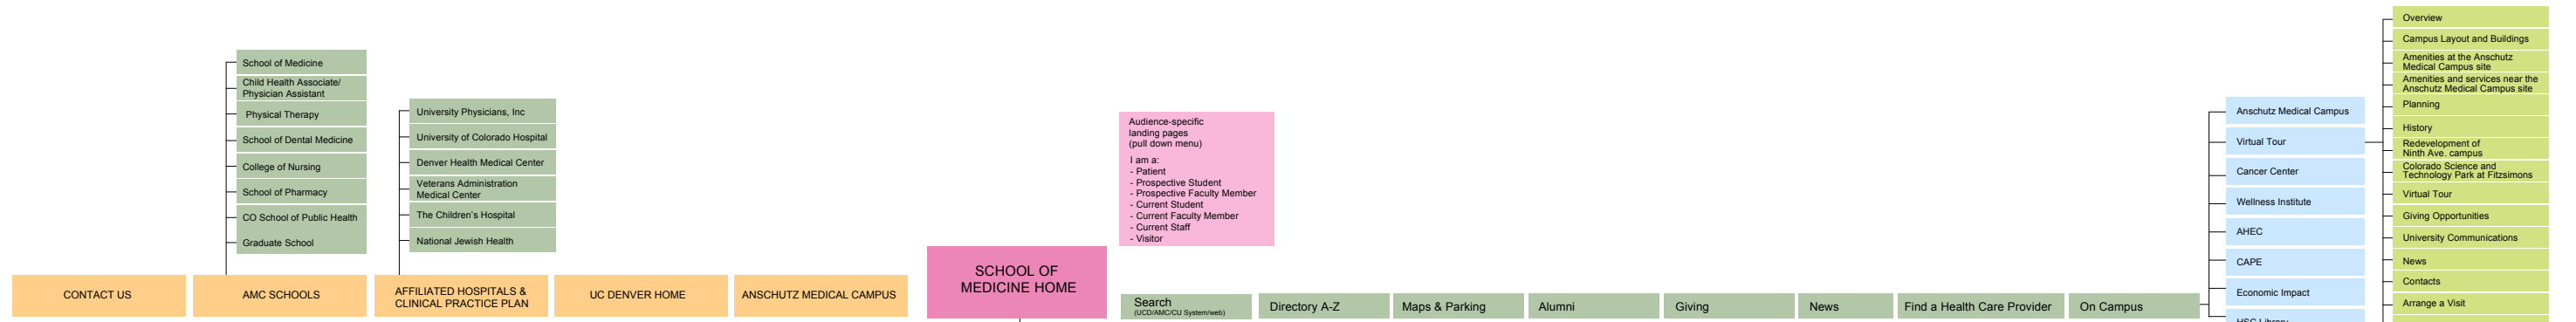 School of Medicine
Child Health Associate/
Physician Assistant
Physical Therapy
School of Dental Medicine
College of Nursing
School of Pharmacy
CO School of Public Health
Graduate School
University Physicians, Inc
University of Colorado Hospital
Denver Health Medical Center
Veterans Administration
Medical Center
The Children's Hospital
National Jewish Health
CONTACT US
AMC SCHOOLS
AFFILIATED HOSPITALS &
CLINICAL PRACTICE PLAN
UC DENVER HOME
ANSCHUTZ MEDICAL CAMPUS
SCHOOL OF
MEDICINE HOME
Audience-specific
landing pages
(pull down menu)
I am a:
- Patient
- Prospective Student
- Prospective Faculty Member
- Current Student
- Current Faculty Member
- Current Staff
- Visitor
Search
(UCD/AMC/CU System/web)
Directory A-Z
Maps & Parking
Alumni
Giving
News
Find a Health Care Provider
On Campus
Anschutz Medical Campus
Virtual Tour
Cancer Center
Wellness Institute
AHEC
CAPE
Economic Impact
HSC Library
Overview
Campus Layout and Buildings
Amenities at the Anschutz
Medical Campus site
Amenities and services near the
Anschutz Medical Campus site
Planning
History
Redevelopment of
Ninth Ave. campus
Colorado Science and
Technology Park at Fitzsimons
Virtual Tour
Giving Opportunities
University Communications
News
Contacts
Arrange a Visit